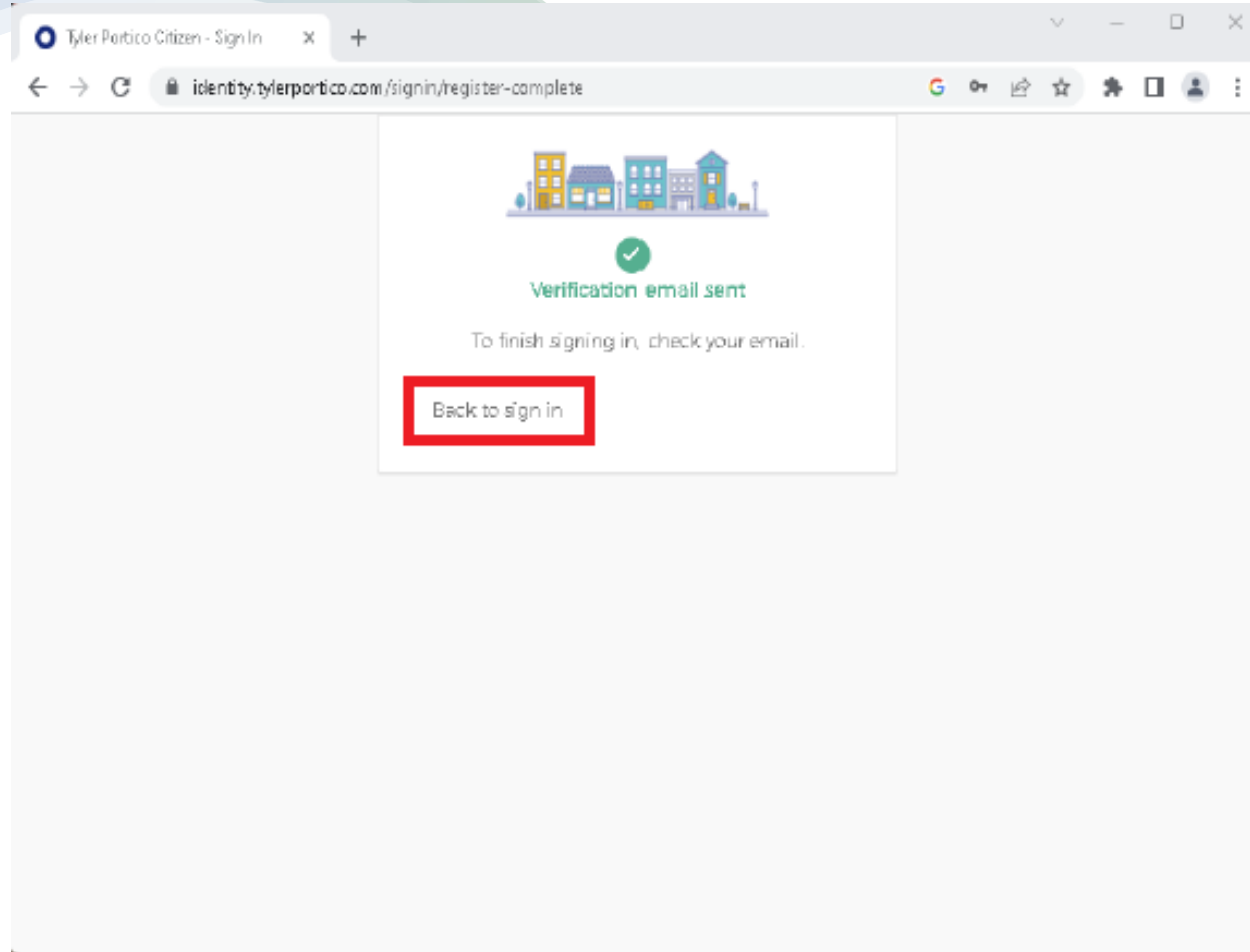 Tyler Portico Citizen - Sign In
identity.tylerportico.com/signin/register-complete
Verification email sent
To finish signing in, check your email.
Back to sign in